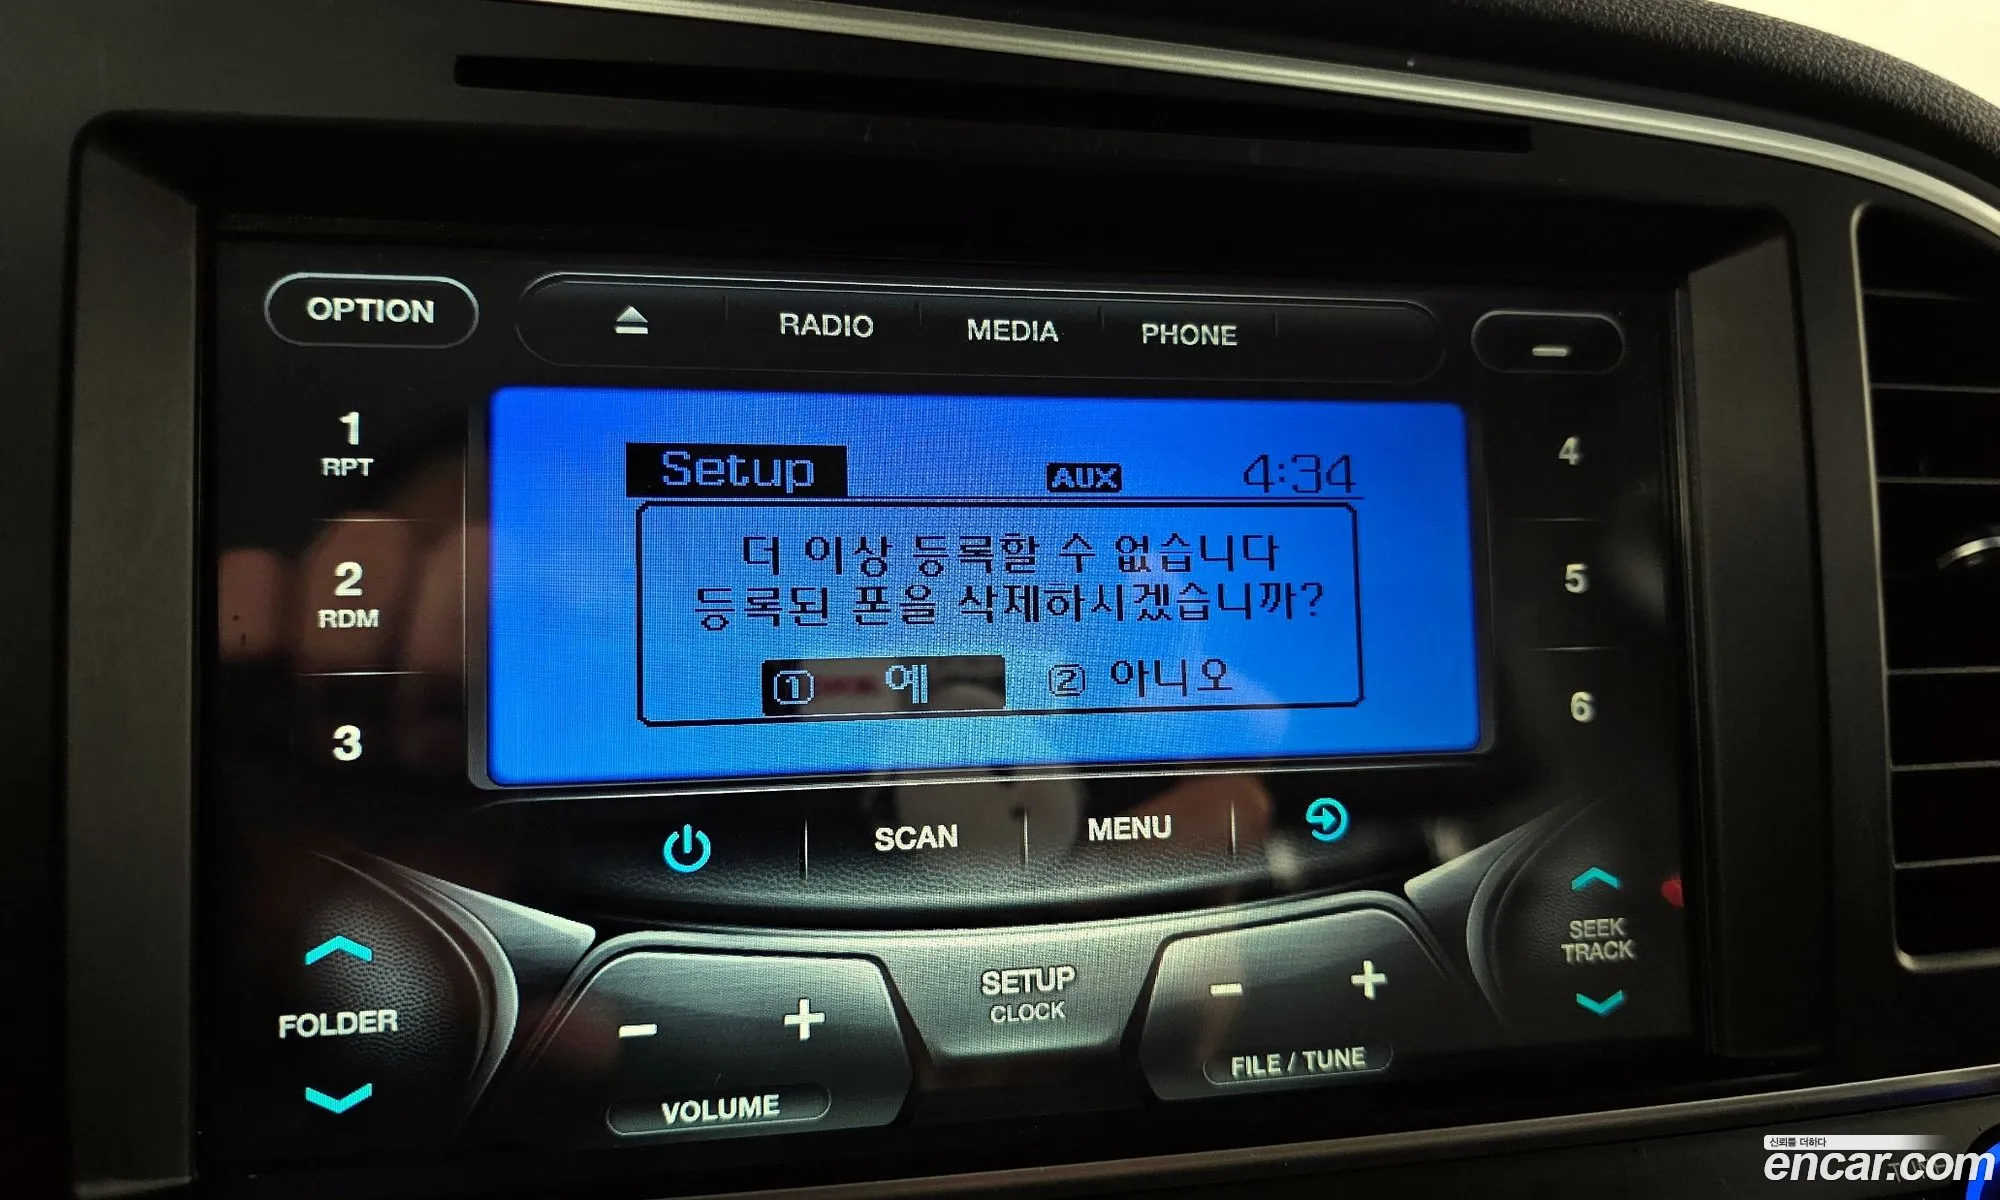 OPTION
RADIO
MEDIA
PHONE
1
RPT
2
RDM
3
4
5
6
Setup
AUX
4:34
더 이상 등록할 수 없습니다
등록된 폰을 삭제하시겠습니까?
1 예
2 아니오
SCAN
MENU
FOLDER
VOLUME
SETUP
CLOCK
FILE / TUNE
SEEK
TRACK
신뢰를 더하다
encar.com